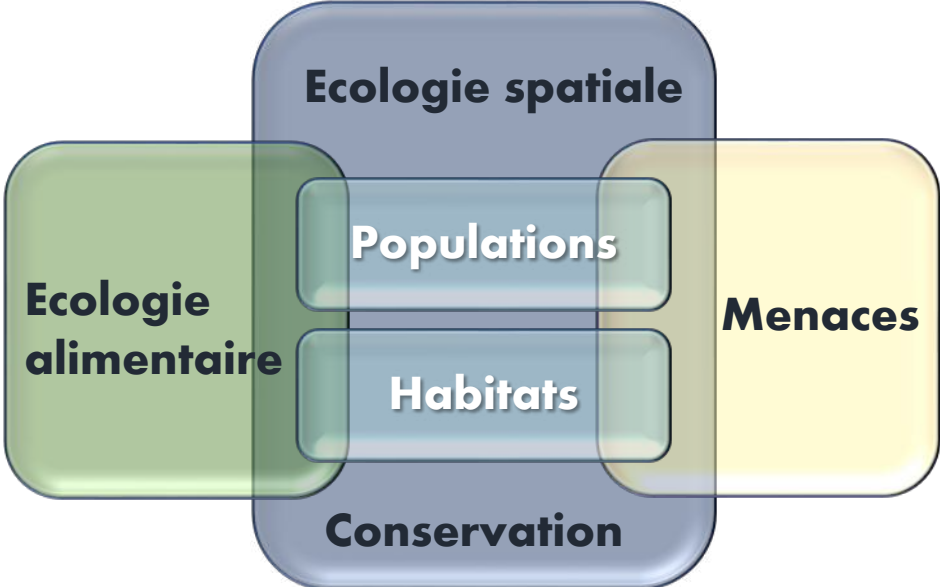 Ecologie spatiale
Populations
Ecologie
alimentaire
Menaces
Habitats
Conservation